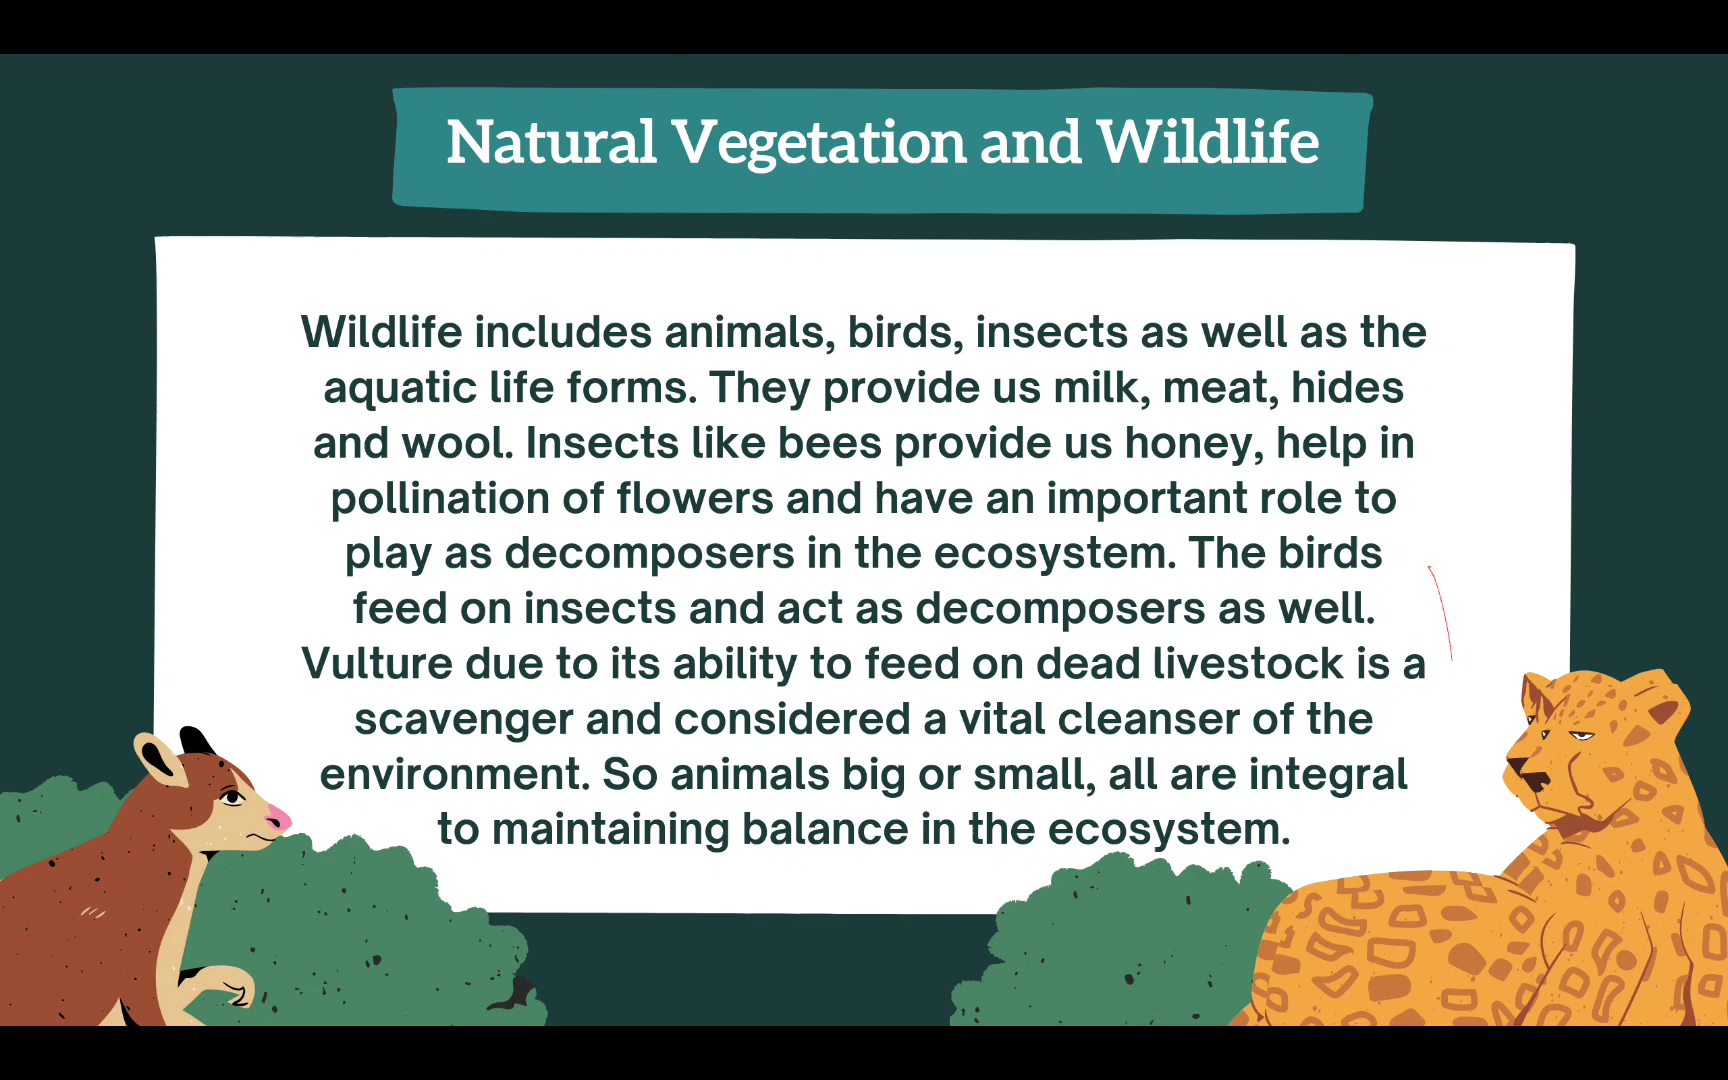 Natural Vegetation and Wildlife
Wildlife includes animals, birds, insects as well as the
aquatic life forms. They provide us milk, meat, hides
and wool. Insects like bees provide us honey, help in
pollination of flowers and have an important role to
play as decomposers in the ecosystem. The birds
feed on insects and act as decomposers as well.
Vulture due to its ability to feed on dead livestock is a
scavenger and considered a vital cleanser of the
environment. So animals big or small, all are integral
to maintaining balance in the ecosystem.